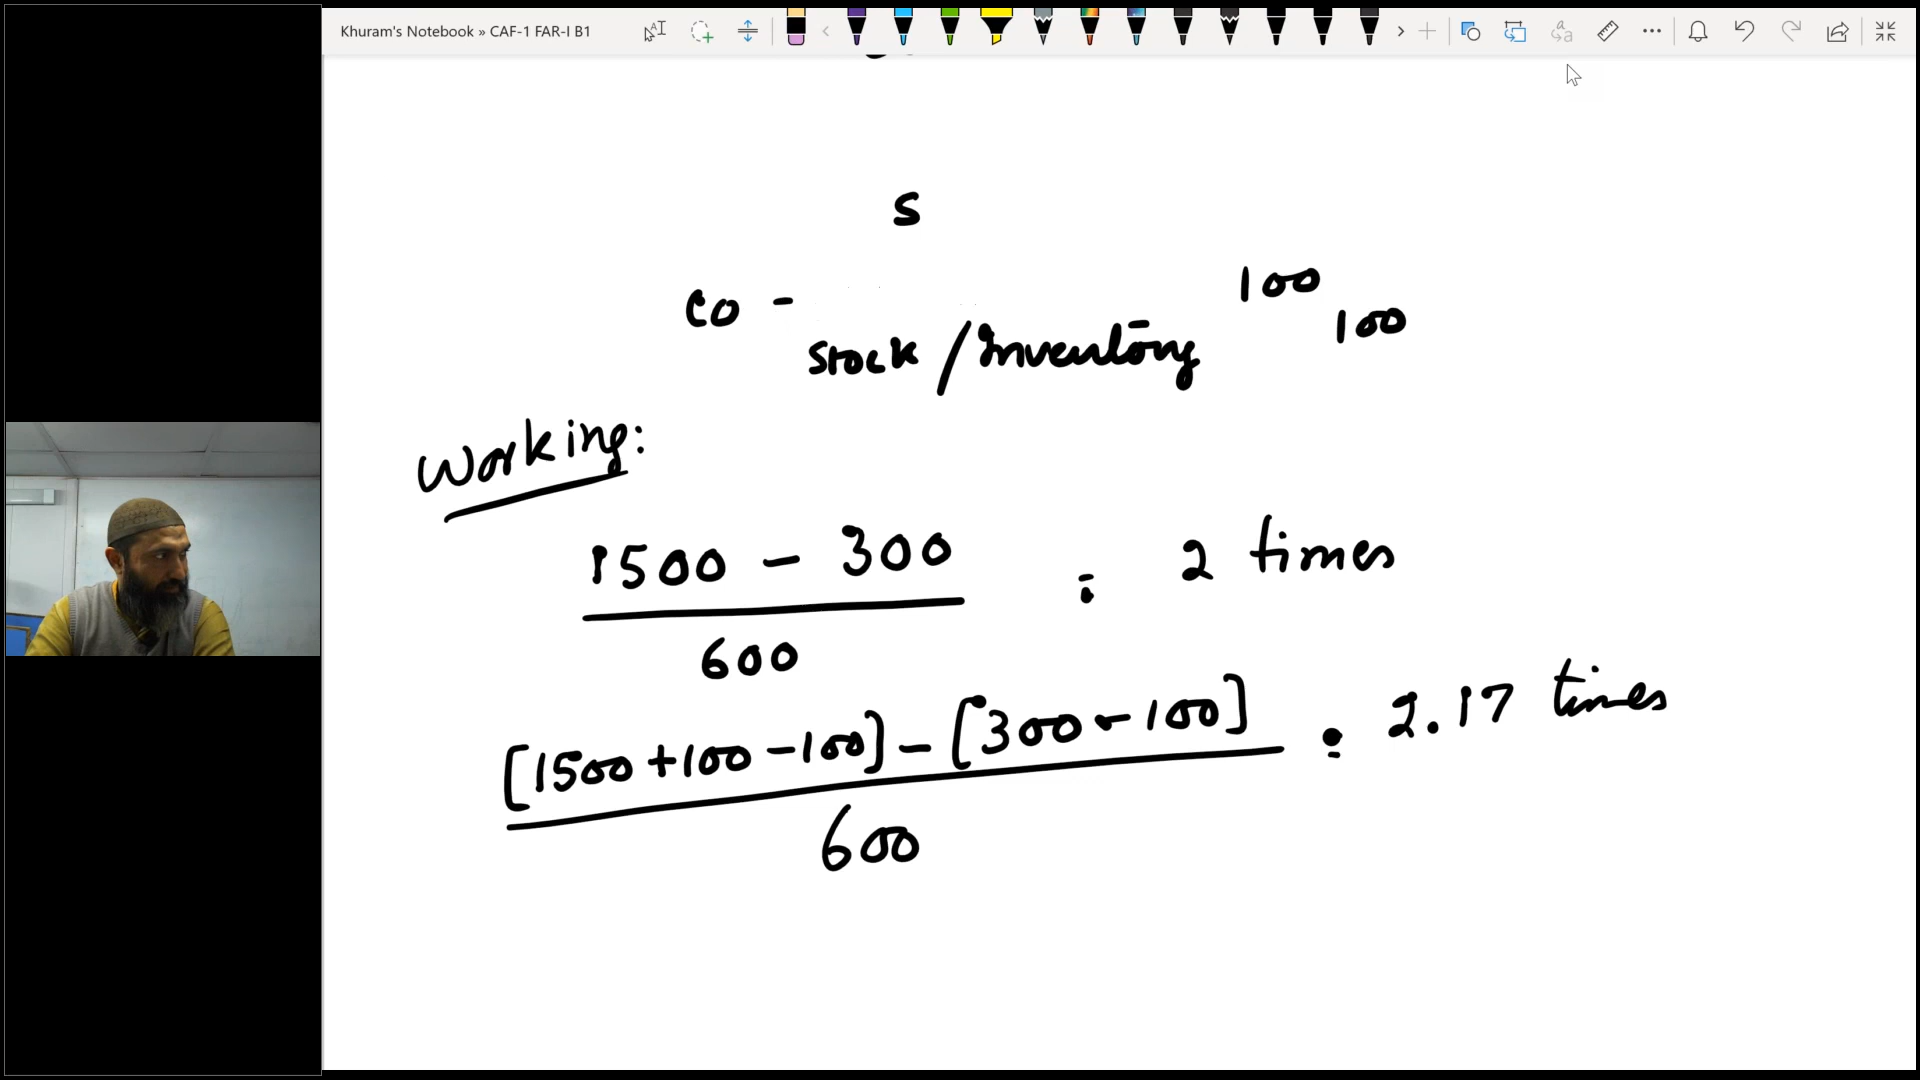 Khuram's Notebook » CAF-1 FAR-I B1
S
CO -
100
100
Stock / Inventory
Working:
1500 - 300
600
= 2 times
[1500 + 100 - 100] - [300 - 100]
600
= 2.17 times